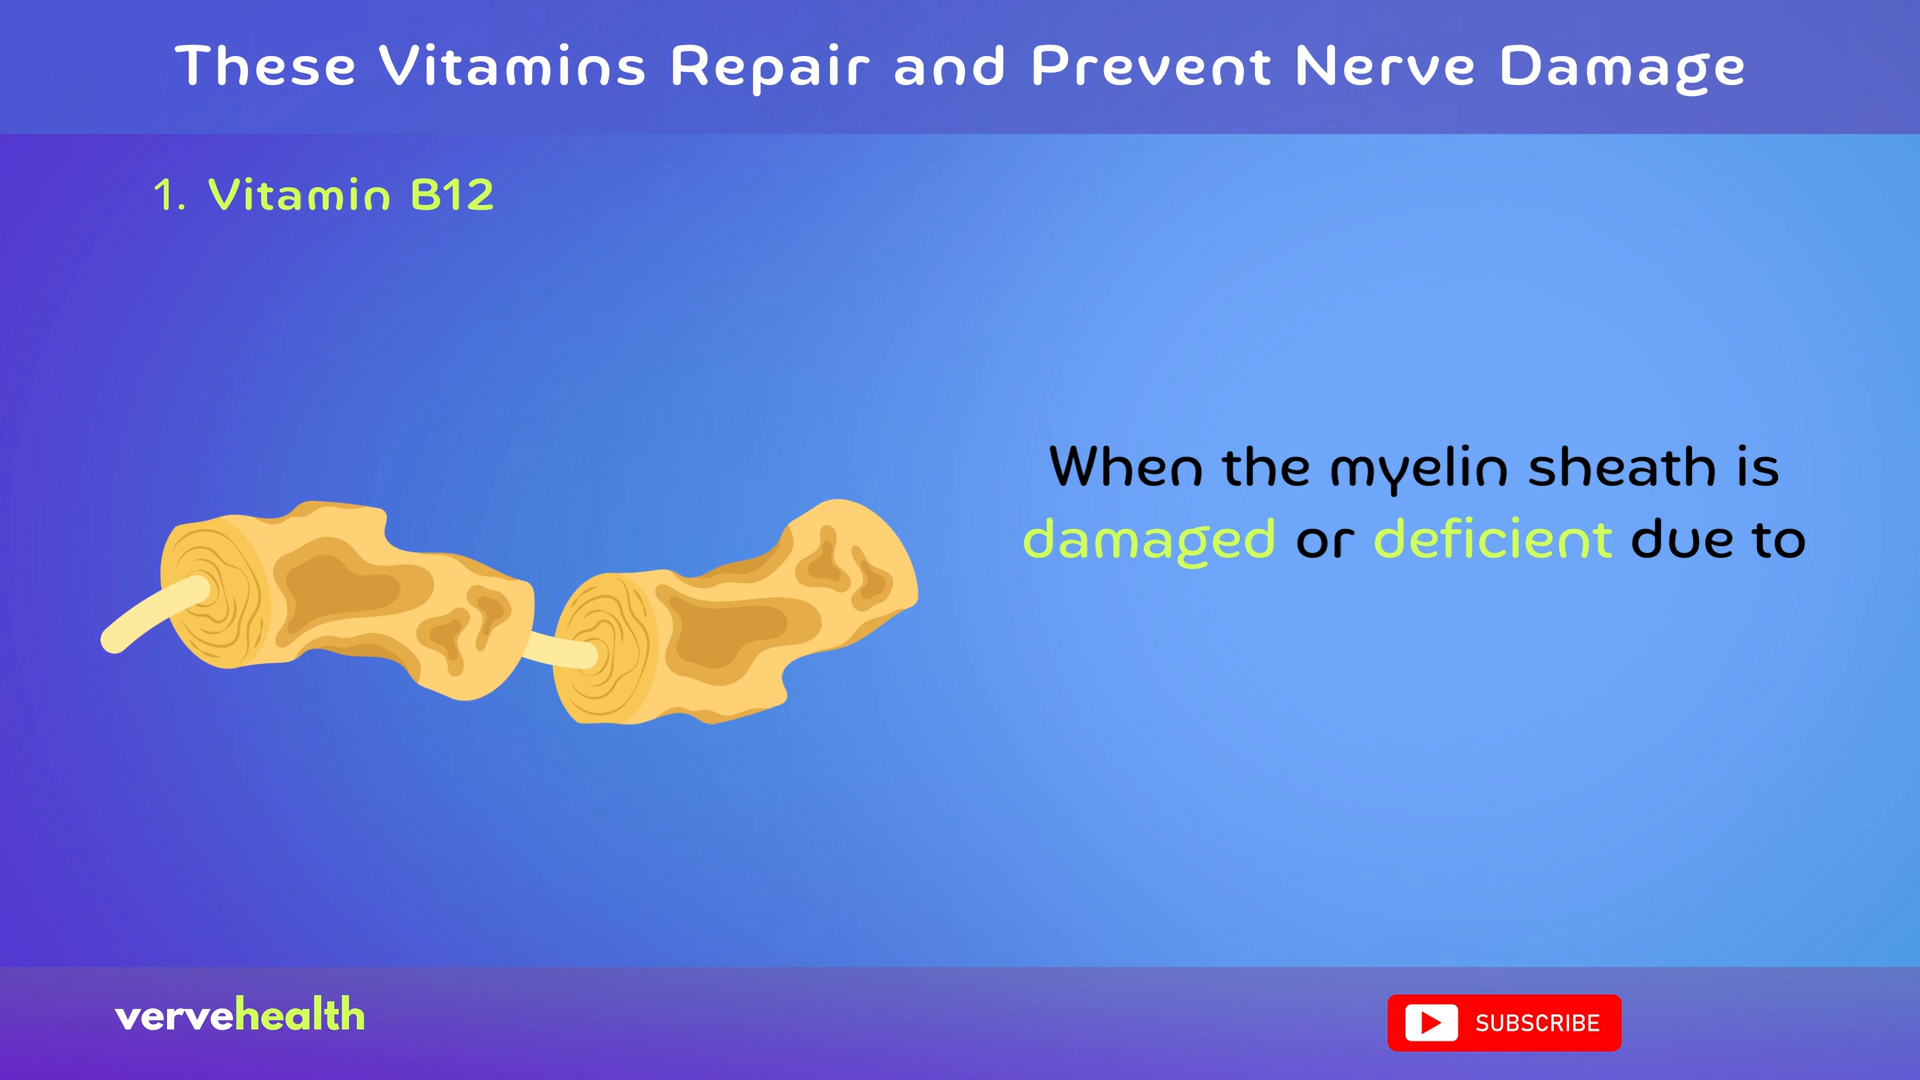 These Vitamins Repair and Prevent Nerve Damage
1. Vitamin B12
When the myelin sheath is
damaged or deficient due to
vervehealth
SUBSCRIBE